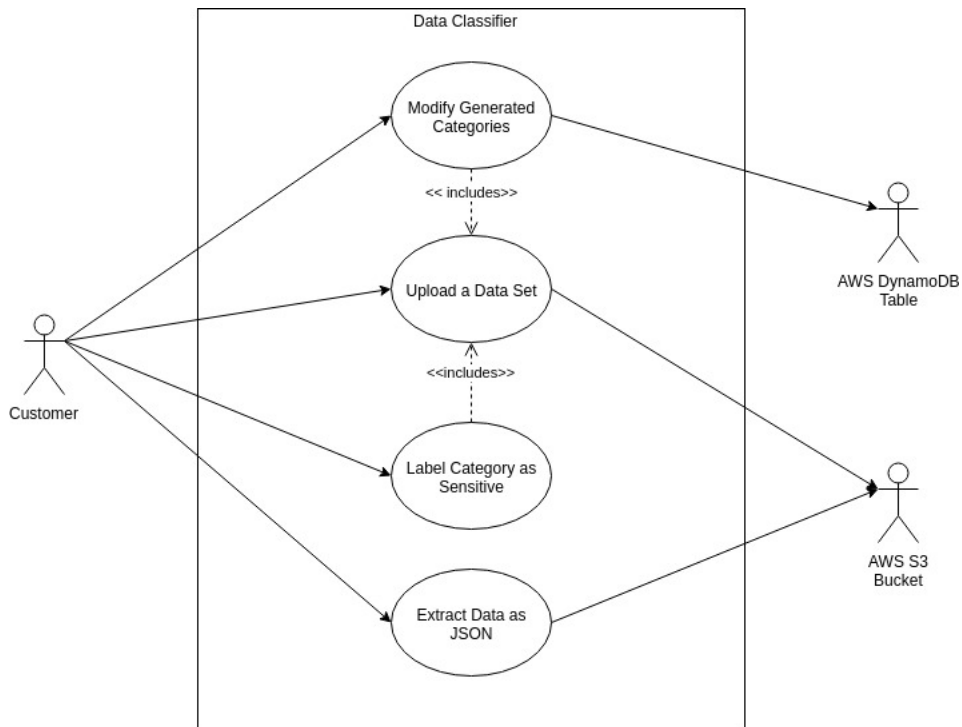 Data Classifier
Modify Generated
Categories
<< includes>>
Upload a Data Set
<<includes>>
Label Category as
Sensitive
Extract Data as
JSON
Customer
AWS DynamoDB
Table
AWS S3
Bucket